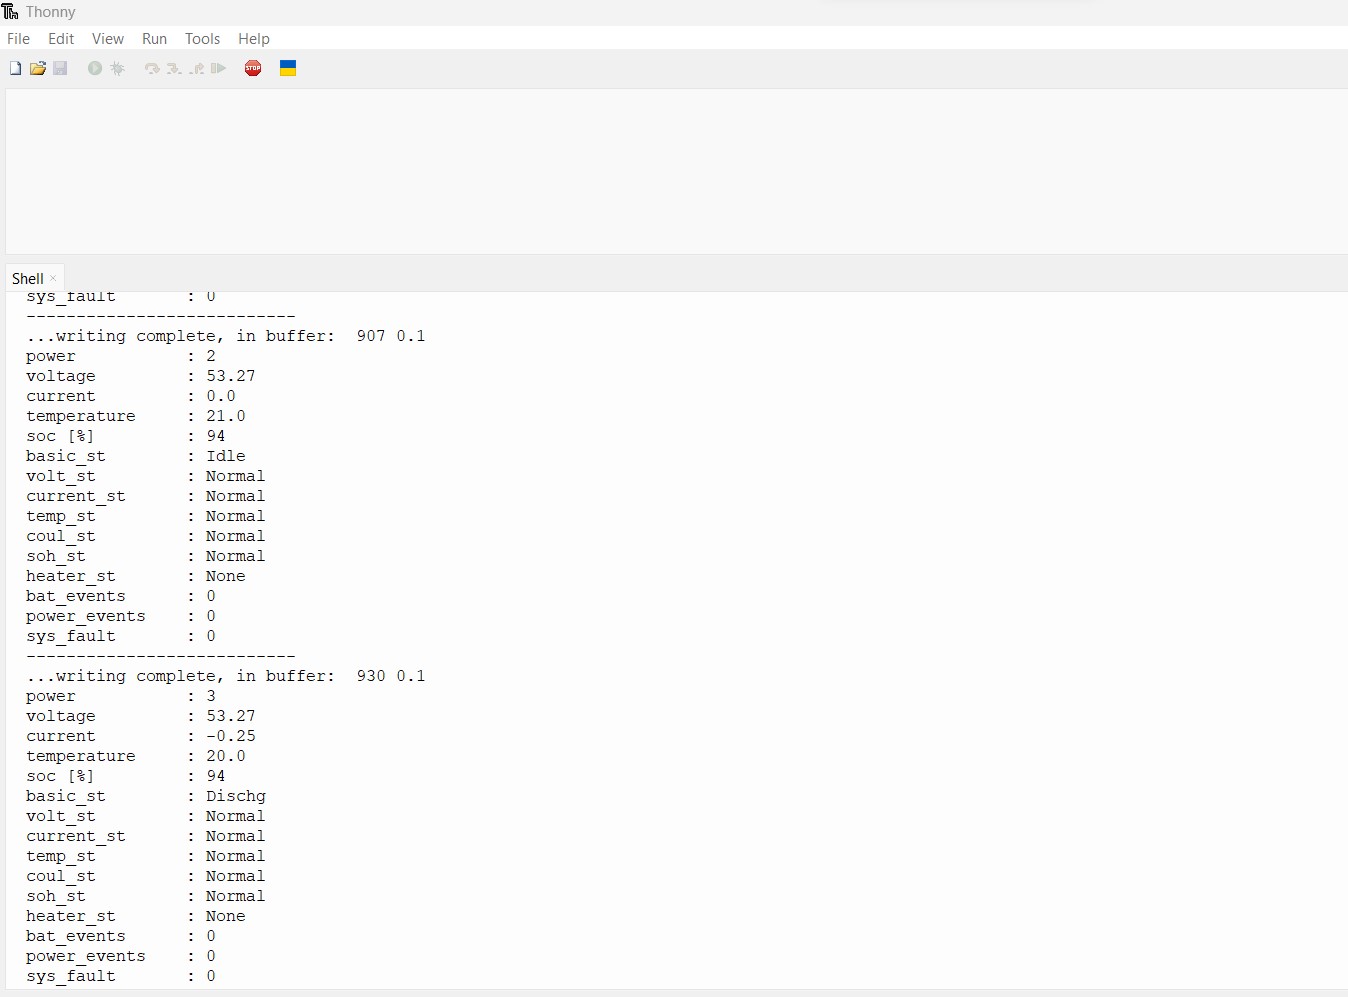 Thonny
File Edit View Run Tools Help
STOP
Shell ×
sys_fault : 0
---------------------------
...writing complete, in buffer:  907 0.1
power : 2
voltage : 53.27
current : 0.0
temperature : 21.0
soc [%] : 94
basic_st : Idle
volt_st : Normal
current_st : Normal
temp_st : Normal
coul_st : Normal
soh_st : Normal
heater_st : None
bat_events : 0
power_events : 0
sys_fault : 0
---------------------------
...writing complete, in buffer:  930 0.1
power : 3
voltage : 53.27
current : -0.25
temperature : 20.0
soc [%] : 94
basic_st : Dischg
volt_st : Normal
current_st : Normal
temp_st : Normal
coul_st : Normal
soh_st : Normal
heater_st : None
bat_events : 0
power_events : 0
sys_fault : 0